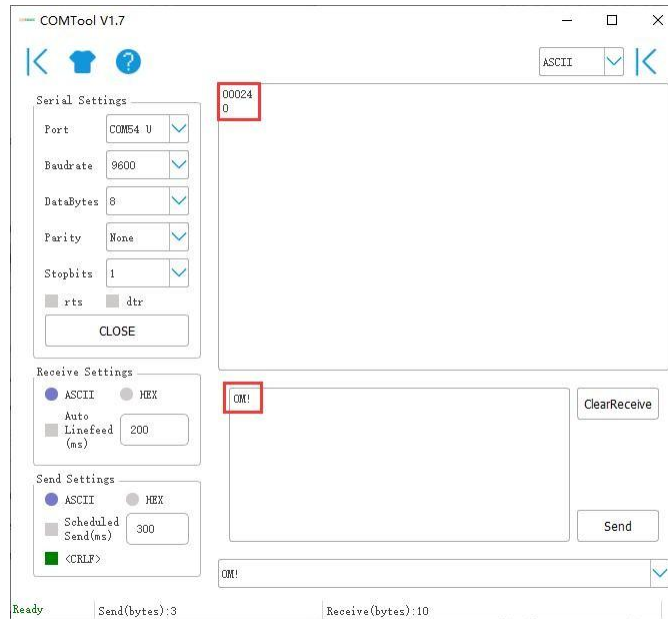 COMTool V1.7
ASCII
Serial Settings
Port COM54 U
Baudrate 9600
DataBytes 8
Parity None
Stopbits 1
rts dtr
CLOSE
00024
0
Receive Settings
ASCII HEX
Auto
Linefeed
(ms)
200
OM!
ClearReceive
Send Settings
ASCII HEX
Scheduled
Send(ms)
300
<CRLF>
Send
OM!
Ready Send(bytes):3 Receive(bytes):10